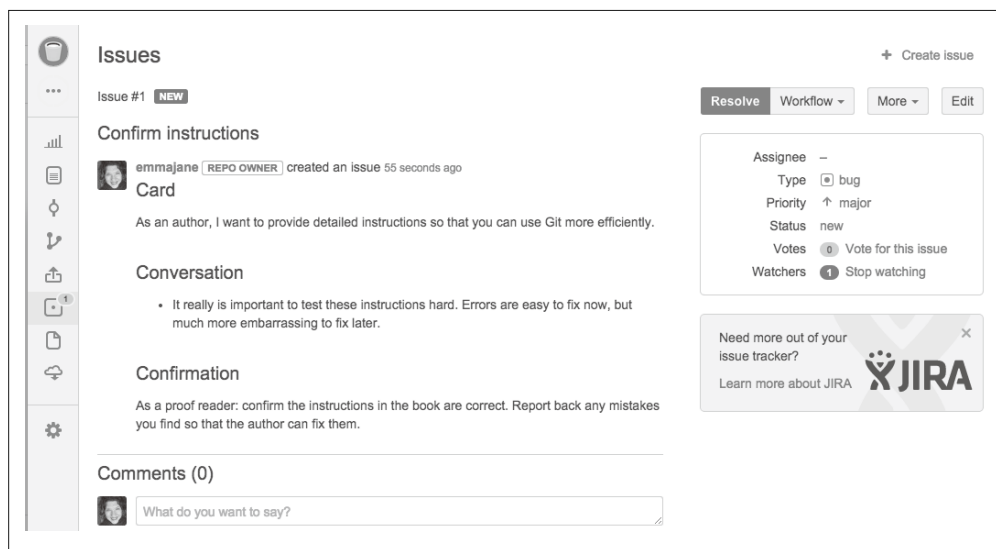 Issues
+ Create issue
Issue #1 NEW
Resolve Workflow More Edit
Confirm instructions
emmajane REPO OWNER created an issue 55 seconds ago
Card
As an author, I want to provide detailed instructions so that you can use Git more efficiently.
Conversation
• It really is important to test these instructions hard. Errors are easy to fix now, but
much more embarrassing to fix later.
Confirmation
As a proof reader: confirm the instructions in the book are correct. Report back any mistakes
you find so that the author can fix them.
Comments (0)
What do you want to say?
Assignee –
Type bug
Priority major
Status new
Votes 0 Vote for this issue
Watchers 1 Stop watching
Need more out of your
issue tracker?
Learn more about JIRA
JIRA
1